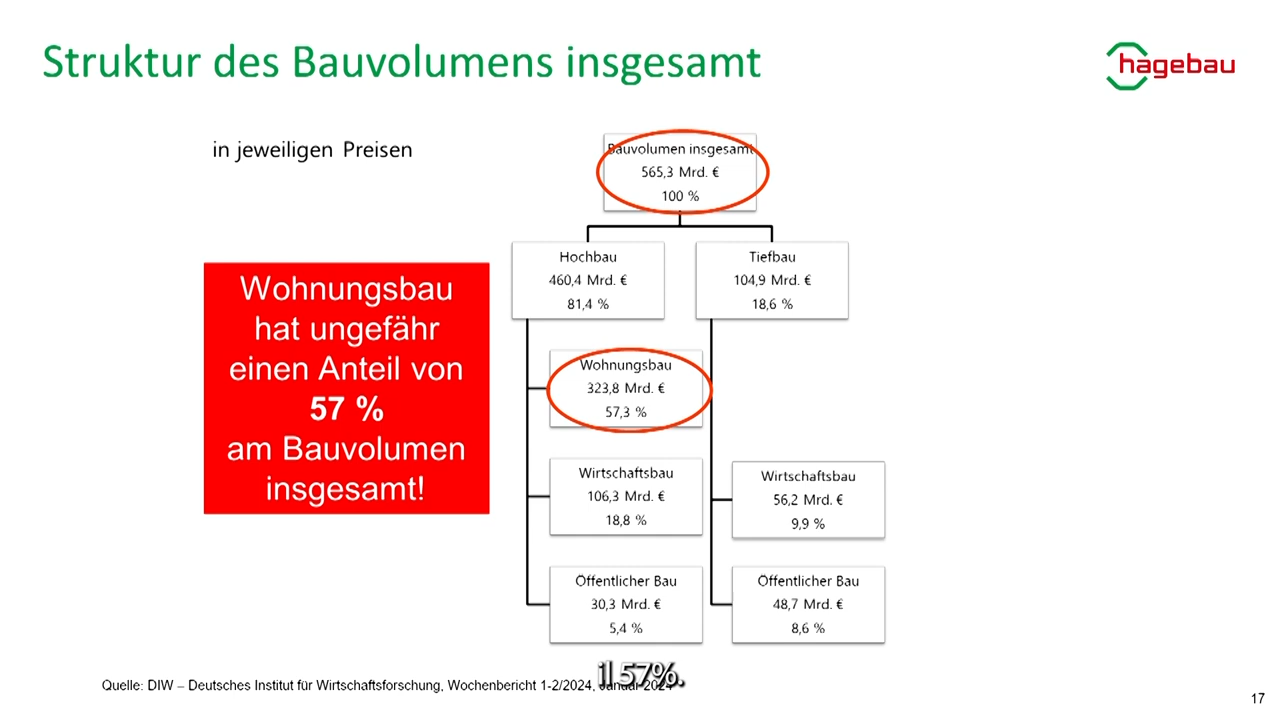 Struktur des Bauvolumens insgesamt
hagebau
in jeweiligen Preisen
Bauvolumen insgesamt
565,3 Mrd. €
100 %
Hochbau
460,4 Mrd. €
81,4 %
Tiefbau
104,9 Mrd. €
18,6 %
Wohnungsbau
hat ungefähr
einen Anteil von
57 %
am Bauvolumen
insgesamt!
Wohnungsbau
323,8 Mrd. €
57,3 %
Wirtschaftsbau
106,3 Mrd. €
18,8 %
Wirtschaftsbau
56,2 Mrd. €
9,9 %
Öffentlicher Bau
30,3 Mrd. €
5,4 %
Öffentlicher Bau
48,7 Mrd. €
8,6 %
il 57%.
Quelle: DIW – Deutsches Institut für Wirtschaftsforschung, Wochenbericht 1-2/2024, Januar 2024
17